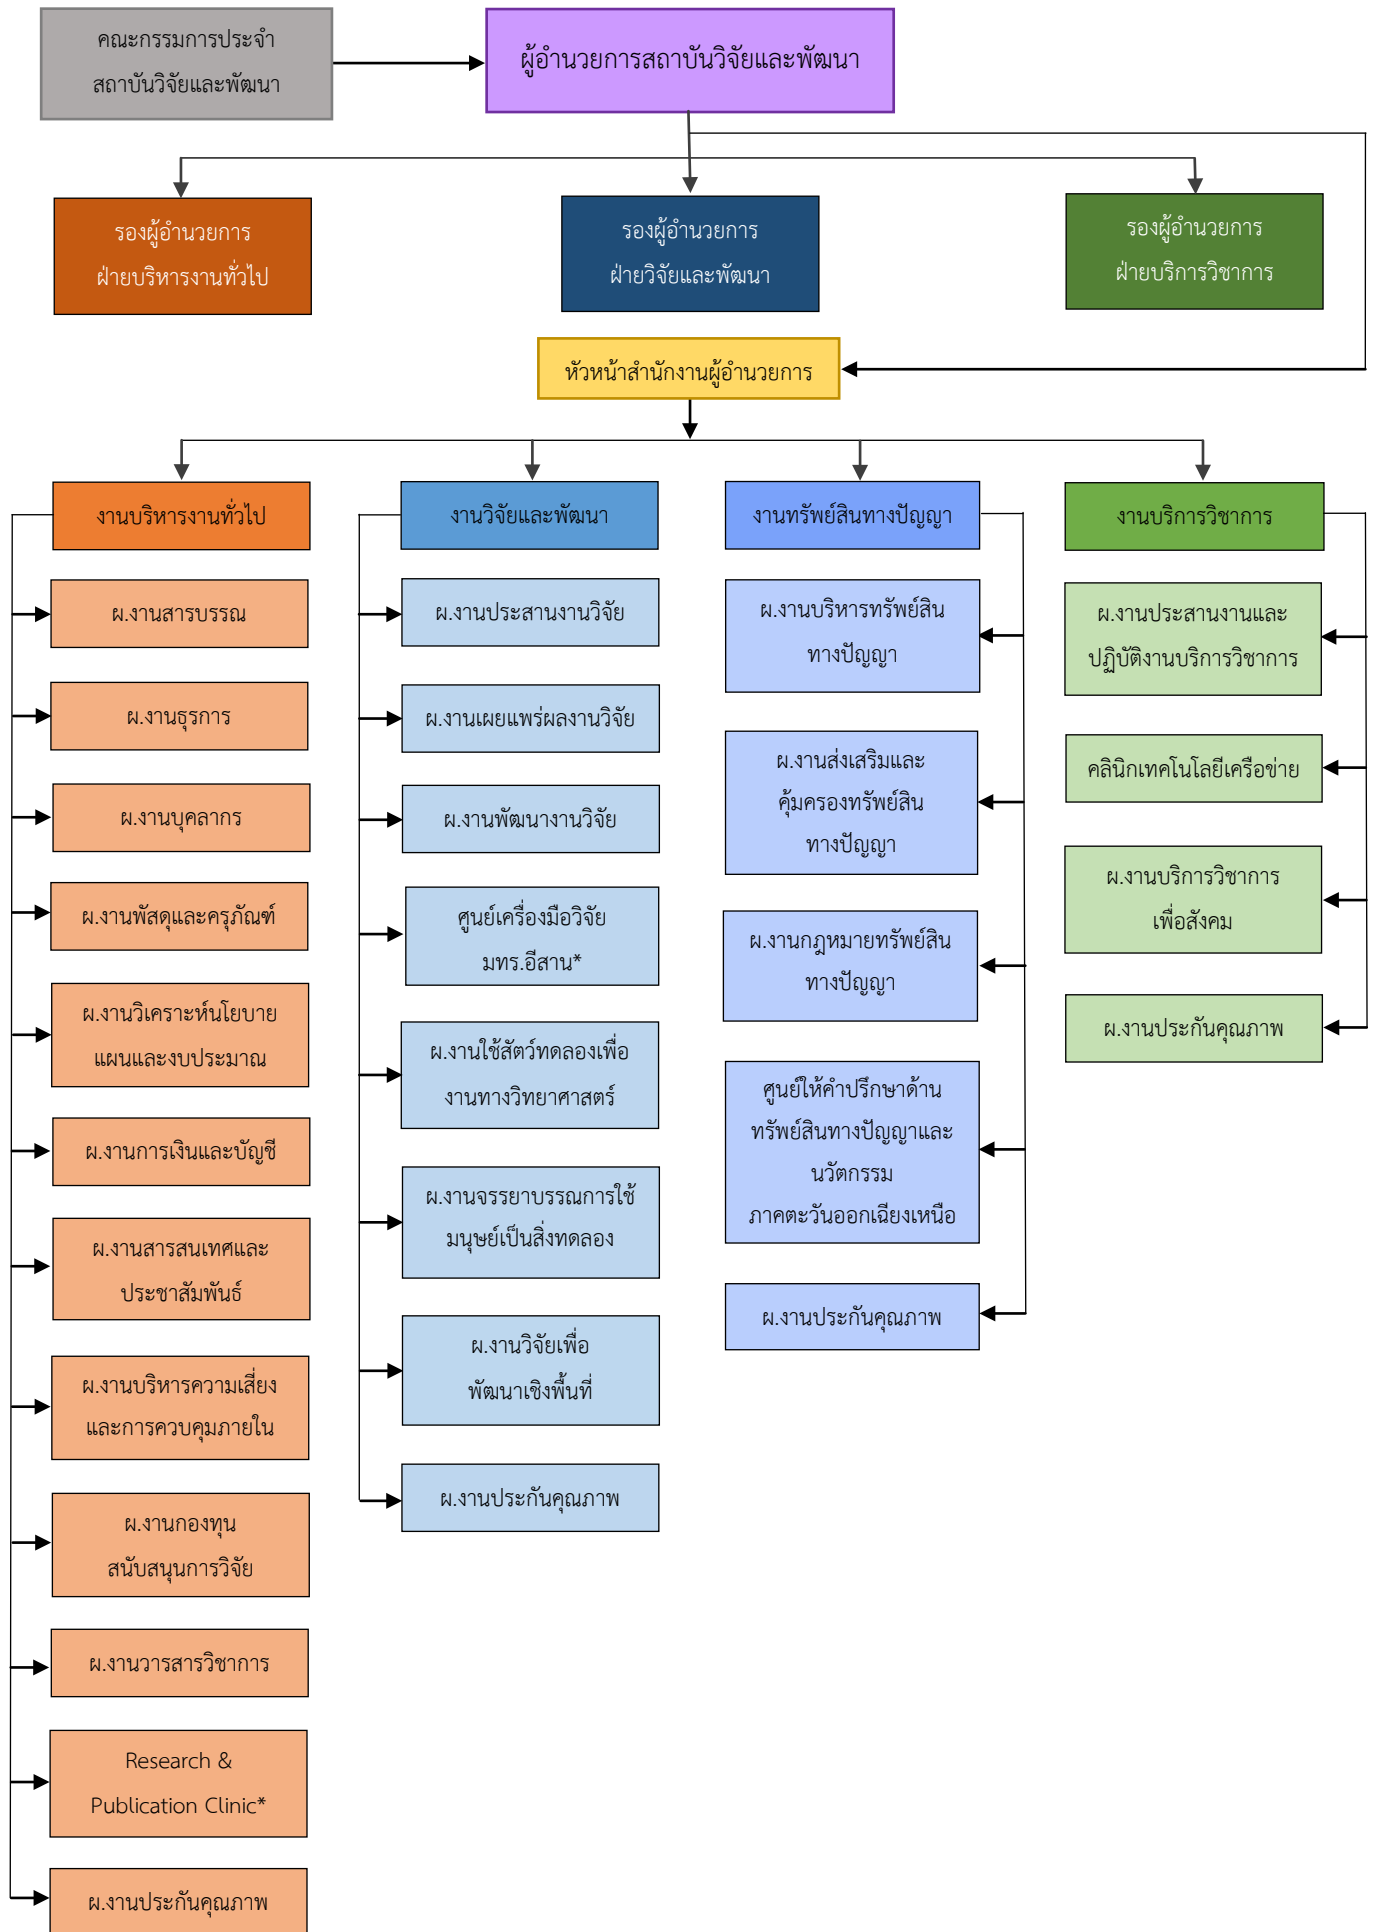 คณะกรรมการประจำ
สถาบันวิจัยและพัฒนา
ผู้อำนวยการสถาบันวิจัยและพัฒนา
รองผู้อำนวยการ
ฝ่ายบริหารงานทั่วไป
รองผู้อำนวยการ
ฝ่ายวิจัยและพัฒนา
รองผู้อำนวยการ
ฝ่ายบริการวิชาการ
หัวหน้าสำนักงานผู้อำนวยการ
งานบริหารงานทั่วไป
ผ.งานสารบรรณ
ผ.งานธุรการ
ผ.งานบุคลากร
ผ.งานพัสดุและครุภัณฑ์
ผ.งานวิเคราะห์นโยบาย
แผนและงบประมาณ
ผ.งานการเงินและบัญชี
ผ.งานสารสนเทศและ
ประชาสัมพันธ์
ผ.งานบริหารความเสี่ยง
และการควบคุมภายใน
ผ.งานกองทุน
สนับสนุนการวิจัย
ผ.งานวารสารวิชาการ
Research &
Publication Clinic*
ผ.งานประกันคุณภาพ
งานวิจัยและพัฒนา
ผ.งานประสานงานวิจัย
ผ.งานเผยแพร่ผลงานวิจัย
ผ.งานพัฒนางานวิจัย
ศูนย์เครื่องมือวิจัย
มทร.อีสาน*
ผ.งานใช้สัตว์ทดลองเพื่อ
งานทางวิทยาศาสตร์
ผ.งานจรรยาบรรณการใช้
มนุษย์เป็นสิ่งทดลอง
ผ.งานวิจัยเพื่อ
พัฒนาเชิงพื้นที่
ผ.งานประกันคุณภาพ
งานทรัพย์สินทางปัญญา
ผ.งานบริหารทรัพย์สิน
ทางปัญญา
ผ.งานส่งเสริมและ
คุ้มครองทรัพย์สิน
ทางปัญญา
ผ.งานกฎหมายทรัพย์สิน
ทางปัญญา
ศูนย์ให้คำปรึกษาด้าน
ทรัพย์สินทางปัญญาและ
นวัตกรรม
ภาคตะวันออกเฉียงเหนือ
ผ.งานประกันคุณภาพ
งานบริการวิชาการ
ผ.งานประสานงานและ
ปฏิบัติงานบริการวิชาการ
คลินิกเทคโนโลยีเครือข่าย
ผ.งานบริการวิชาการ
เพื่อสังคม
ผ.งานประกันคุณภาพ